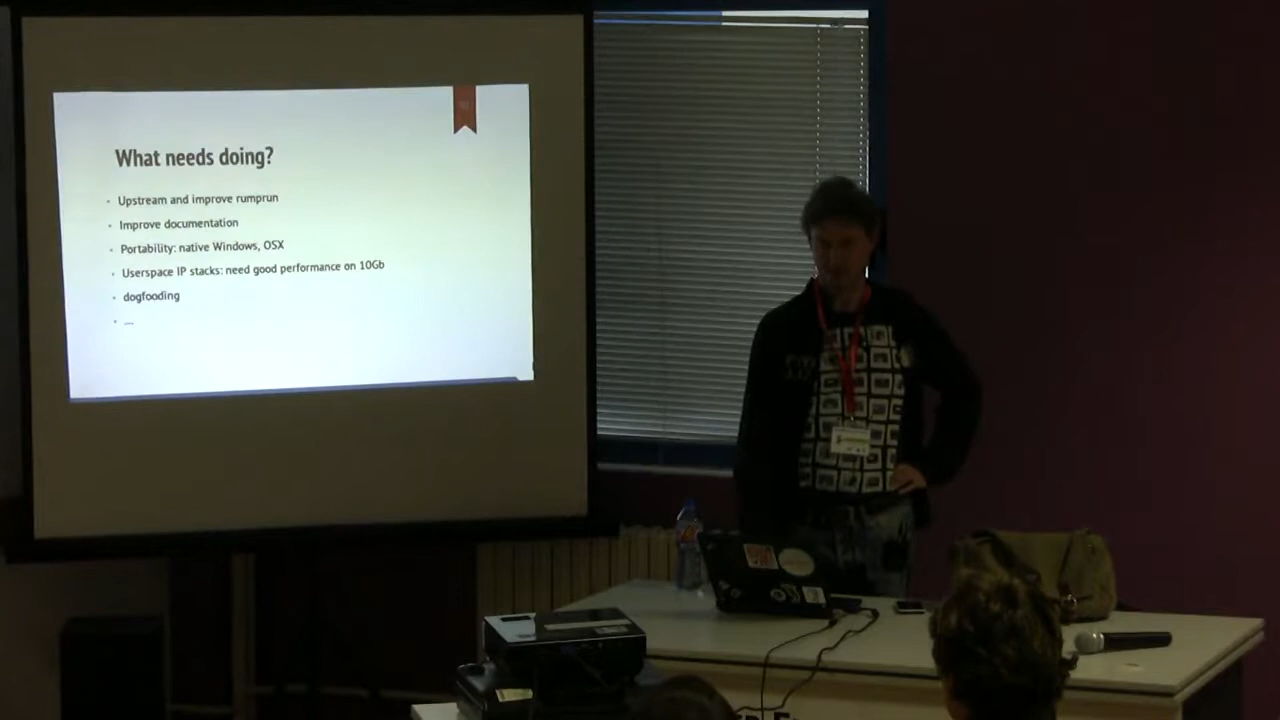 What needs doing?
Upstream and improve rumprun
Improve documentation
Portability: native Windows, OSX
Userspace IP stacks: need good performance on 10Gb
dogfooding
...